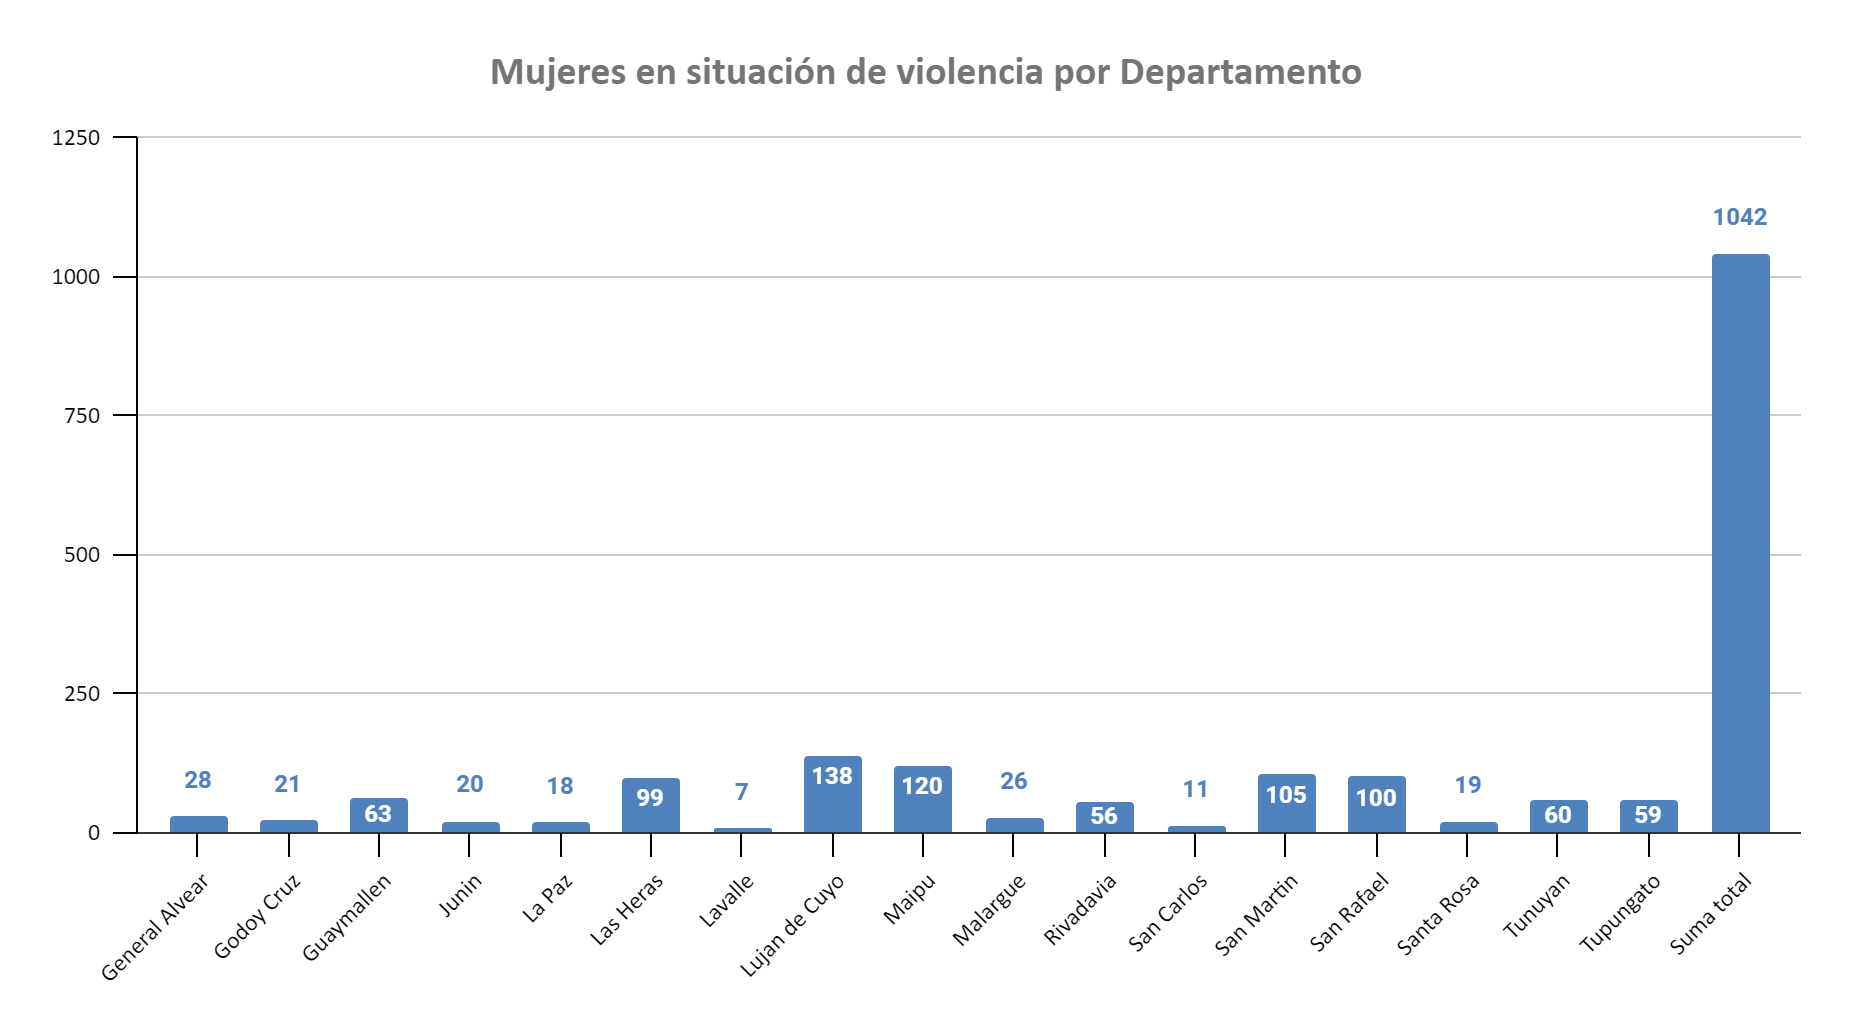 Mujeres en situación de violencia por Departamento
1250
1000
750
500
250
0
28
21
63
20
18
99
7
138
120
26
56
11
105
100
19
60
59
1042
General Alvear
Godoy Cruz
Guaymallen
Junin
La Paz
Las Heras
Lavalle
Lujan de Cuyo
Maipu
Malargue
Rivadavia
San Carlos
San Martin
San Rafael
Santa Rosa
Tunuyan
Tupungato
Suma total